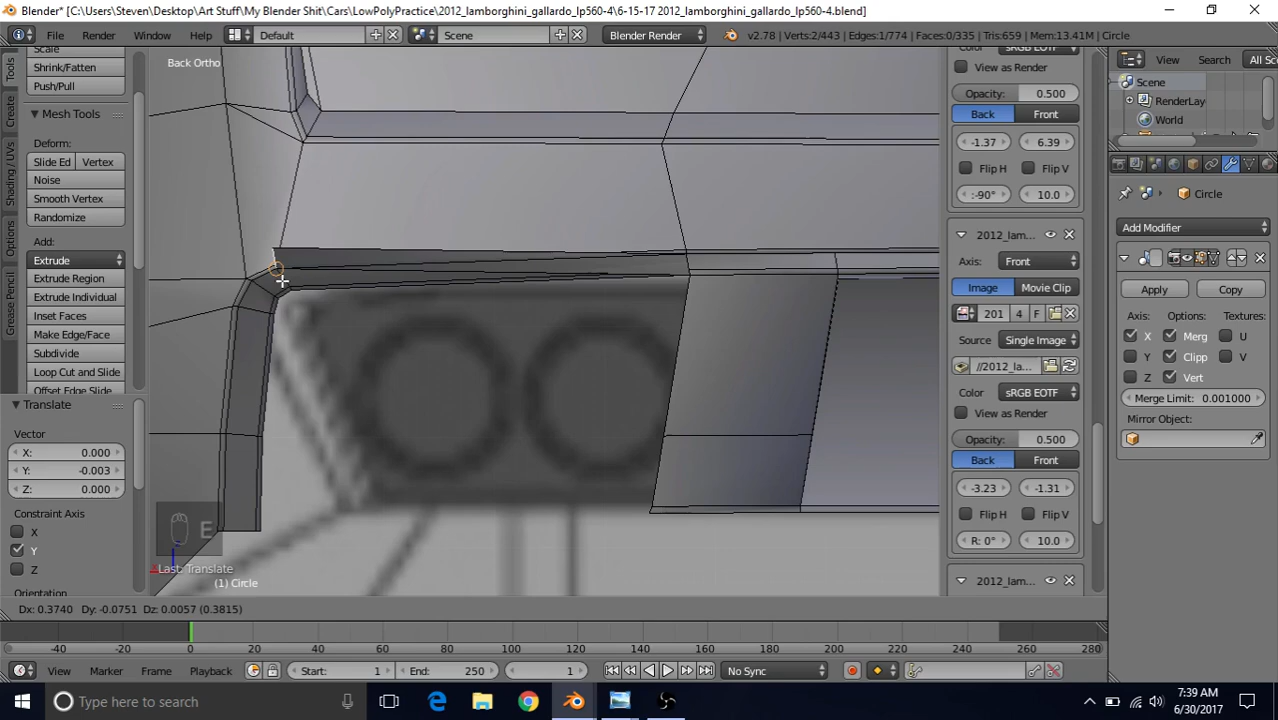 Blender* [C:\Users\Steven\Desktop\Art Stuff\My Blender Shit\Cars\LowPolyPractice\2012_lamborghini_gallardo_lp560-4\6-15-17 2012_lamborghini_gallardo_lp560-4.blend]
File Render Window Help Default Scene Blender Render v2.78 | Verts:2/443 | Edges:1/774 | Faces:0/335 | Tris:659 | Mem:13.41M | Circle
View Search All Sc
Scene
RenderLay
World
Circle
Add Modifier
Apply Copy
Axis: Options: Textures:
X Merg U
Y Clipp V
Z Vert
Merge Limit: 0.001000
Mirror Object:
Tools
Create
Shading / UVs
Options
Grease Pencil
Scale
Shrink/Fatten
Push/Pull
Mesh Tools
Deform:
Slide Ed Vertex
Noise
Smooth Vertex
Randomize
Add:
Extrude
Extrude Region
Extrude Individual
Inset Faces
Make Edge/Face
Subdivide
Loop Cut and Slide
Offset Edge Slide
Translate
Vector
X: 0.000
Y: -0.003
Z: 0.000
Constraint Axis
X
Y
Z
Orientation
Back Ortho
E
Last: Translate
(1) Circle
Color sRGB EOTF
View as Render
Opacity: 0.500
Back Front
-1.37 6.39
Flip H Flip V
:-90° 10.0
2012_lam...
Axis: Front
Image Movie Clip
201 4 F
Source Single Image
//2012_la...
Color sRGB EOTF
View as Render
Opacity: 0.500
Back Front
-3.23 -1.31
Flip H Flip V
R: 0° 10.0
2012_lam...
Dx: 0.3740 Dy: -0.0751 Dz: 0.0057 (0.3815)
-40 -20 0 20 40 60 80 100 120 140 160 180 200 220 240 260 280
View Marker Frame Playback Start: 1 End: 250 1 No Sync
Type here to search
7:39 AM
6/30/2017